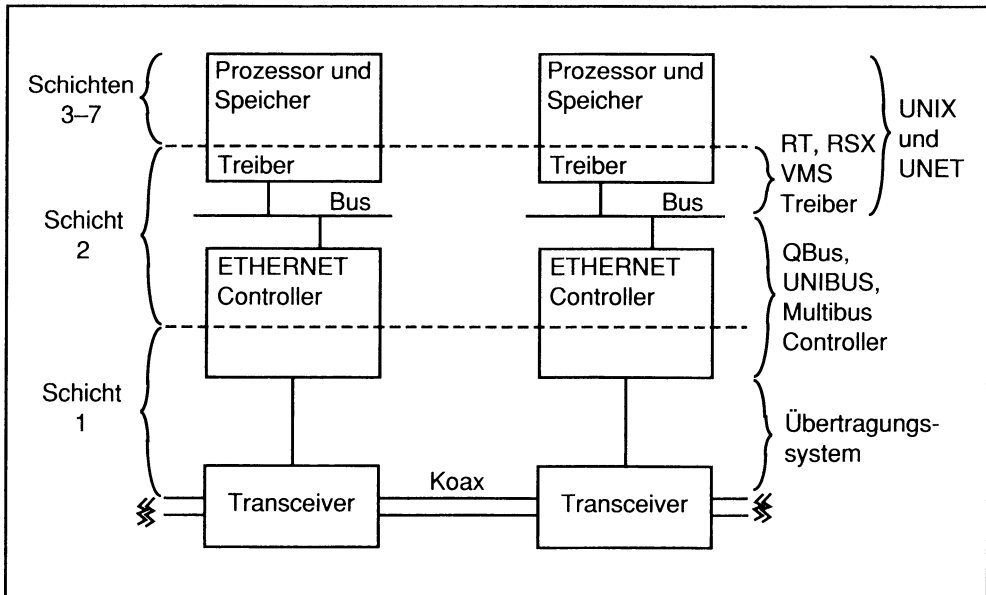 Schichten
3–7
Schicht
2
Schicht
1
Prozessor und
Speicher
Treiber
Bus
ETHERNET
Controller
Transceiver
Koax
Prozessor und
Speicher
Treiber
Bus
ETHERNET
Controller
Transceiver
RT, RSX
VMS
Treiber
UNIX
und
UNET
QBus,
UNIBUS,
Multibus
Controller
Übertragungs-
system